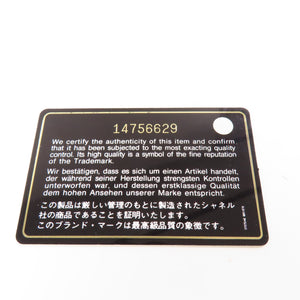 14756629
We certify the authenticity of this item and confirm
that it has been subjected to the most exacting quality
control. Its high quality is a symbol of the fine reputation
of the Trademark.
Wir bestätigen, dass es sich um einen Artikel handelt,
der während seiner Herstellung strengsten Kontrollen
unterworfen war, und dessen erstklassige Qualität
dem hohen Ansehen unserer Marke entspricht.
この製品は厳しい管理のもとに製造されたシャネル
社の商品であることを証明いたします。
このブランド・マークは最高級品質の象徴です。